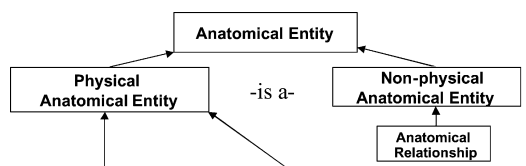 Anatomical Entity
Physical
Anatomical Entity
-is a-
Non-physical
Anatomical Entity
Anatomical
Relationship